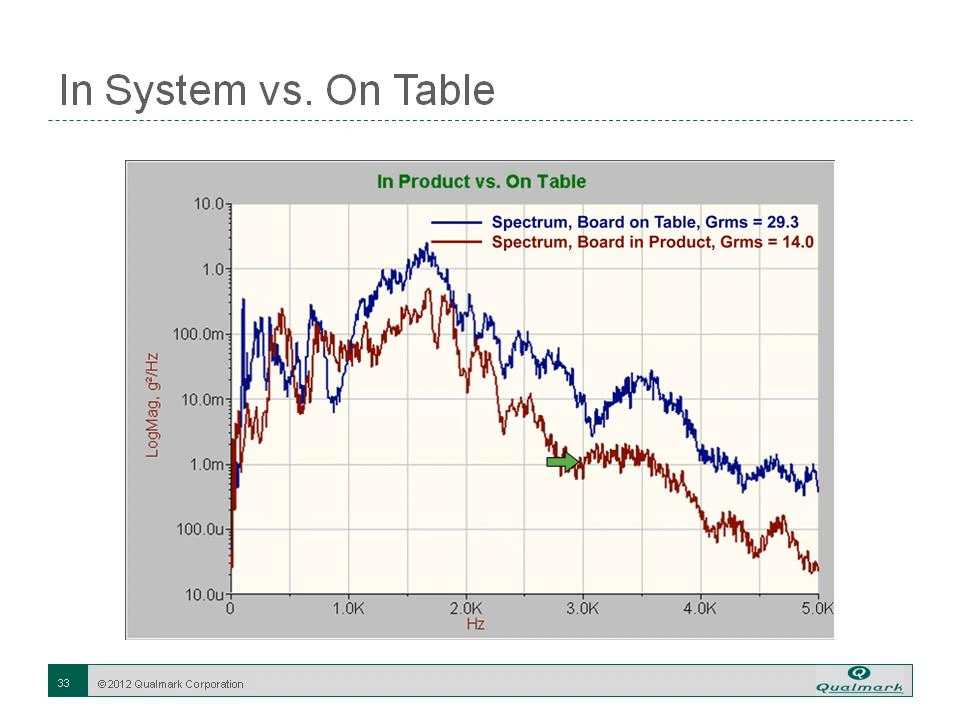 In System vs. On Table
In Product vs. On Table
Spectrum, Board on Table, Grms = 29.3
Spectrum, Board in Product, Grms = 14.0
LogMag, g²/Hz
10.0
1.0
100.0m
10.0m
1.0m
100.0u
10.0u
0 1.0K 2.0K 3.0K 4.0K 5.0K
Hz
33 ©2012 Qualmark Corporation
Qualmark